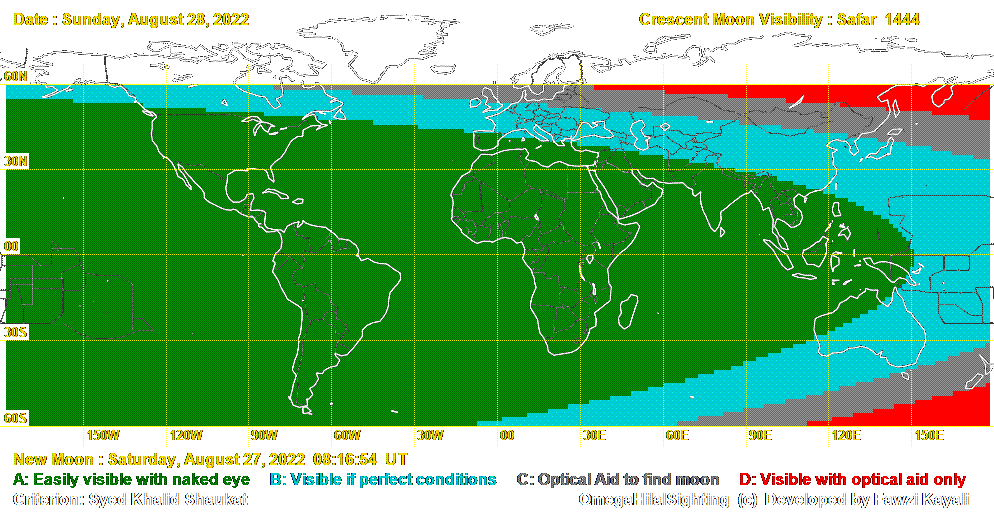 Date : Sunday, August 28, 2022 Crescent Moon Visibility : Safar 1444
60N
30N
00
30S
60S
150W 120W 90W 60W 30W 00 30E 60E 90E 120E 150E
New Moon : Saturday, August 27, 2022 08:16:54 UT
A: Easily visible with naked eye B: Visible if perfect conditions C: Optical Aid to find moon D: Visible with optical aid only
Criterion: Syed Khalid Shaukat OmegaHilalSighting (c) Developed by Fawzi Kayali